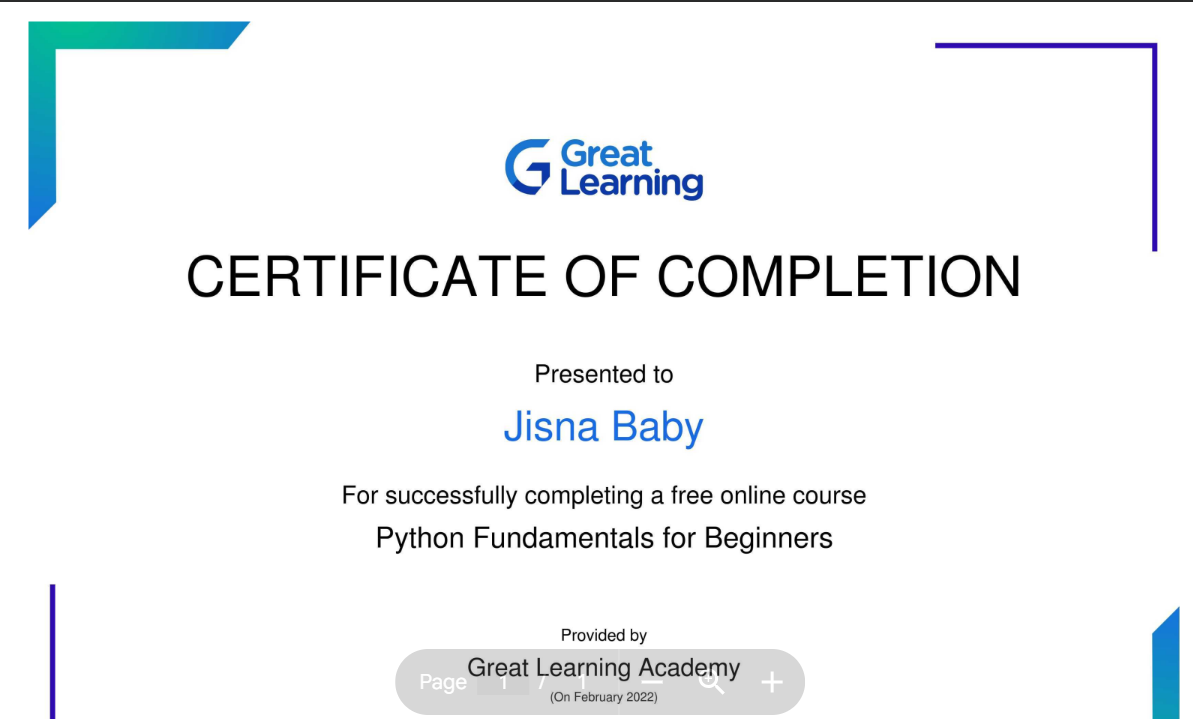 Great
Learning
CERTIFICATE OF COMPLETION
Presented to
Jisna Baby
For successfully completing a free online course
Python Fundamentals for Beginners
Provided by
Great Learning Academy
Page 1 / 1
(On February 2022)